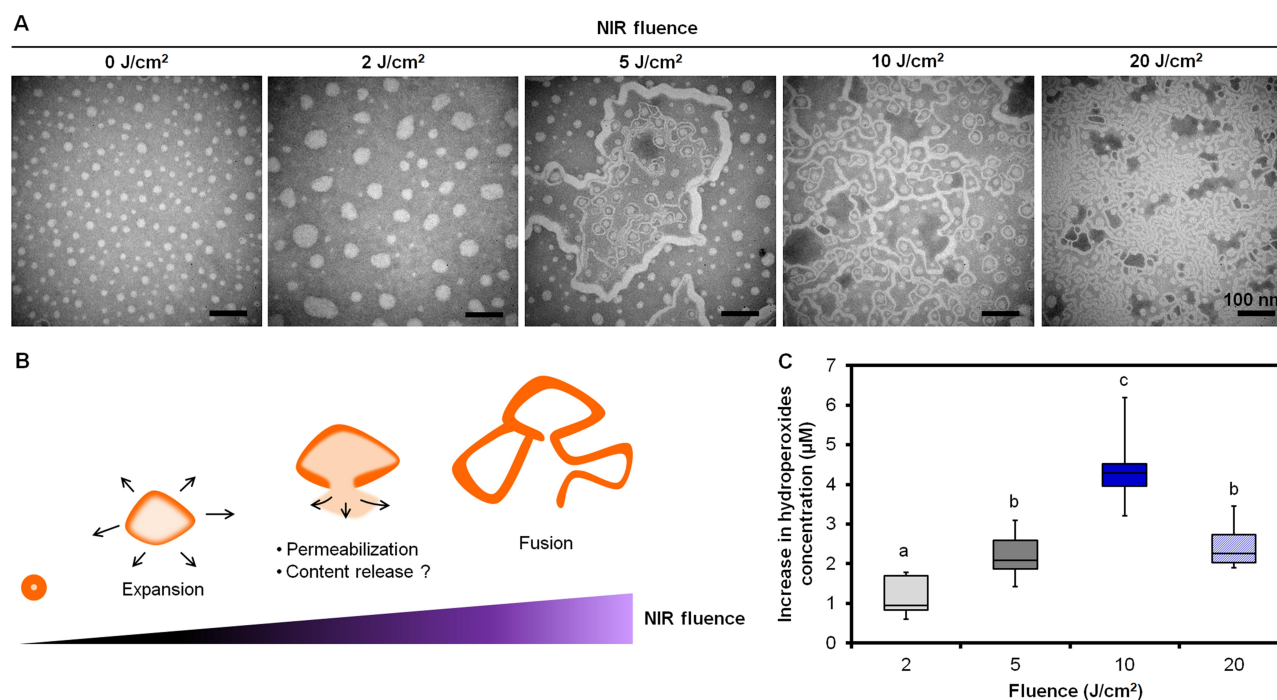 A
NIR fluence
0 J/cm²
2 J/cm²
5 J/cm²
10 J/cm²
20 J/cm²
100 nm
B
Expansion
• Permeabilization
• Content release ?
Fusion
NIR fluence
C
Increase in hydroperoxides
concentration (µM)
7
6
5
4
3
2
1
0
a
b
c
b
2
5
10
20
Fluence (J/cm²)